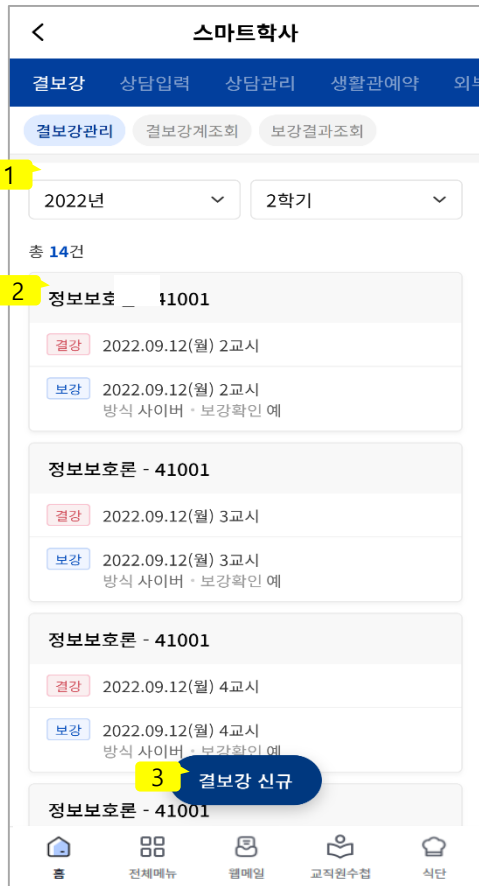 스마트학사
결보강 상담입력 상담관리 생활관예약 외부
결보강관리 결보강계조회 보강결과조회
1
2022년 2학기
총 14건
2
정보보호 41001
결강 2022.09.12(월) 2교시
보강 2022.09.12(월) 2교시
방식 사이버 • 보강확인 예
정보보호론 - 41001
결강 2022.09.12(월) 3교시
보강 2022.09.12(월) 3교시
방식 사이버 • 보강확인 예
정보보호론 - 41001
결강 2022.09.12(월) 4교시
보강 2022.09.12(월) 4교시
방식 사이버 • 보강확인 예
3 결보강 신규
정보보호론 - 41001
홈 전체메뉴 웹메일 교직원수첩 식단